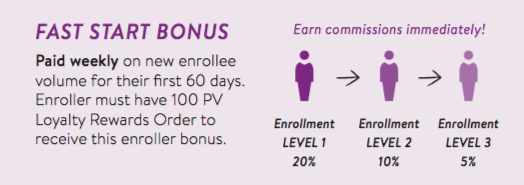 FAST START BONUS
Paid weekly on new enrollee
volume for their first 60 days.
Enroller must have 100 PV
Loyalty Rewards Order to
receive this enroller bonus.
Earn commissions immediately!
Enrollment Enrollment Enrollment
LEVEL 1 LEVEL 2 LEVEL 3
20% 10% 5%